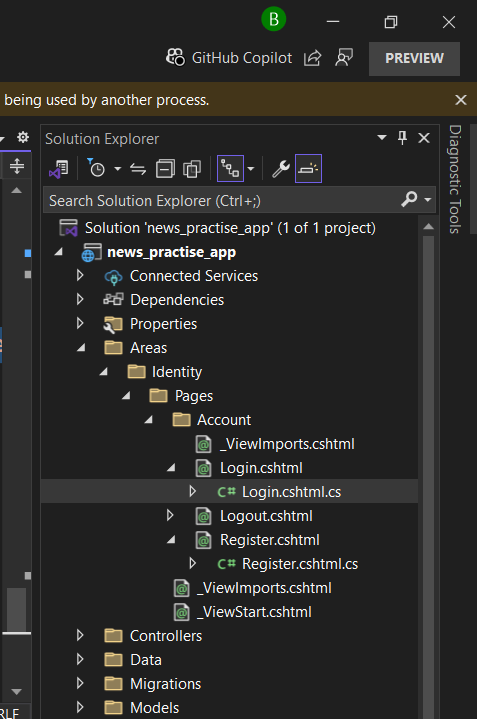 B
GitHub Copilot
PREVIEW
being used by another process.
Solution Explorer
Diagnostic Tools
Search Solution Explorer (Ctrl+;)
Solution 'news_practise_app' (1 of 1 project)
news_practise_app
Connected Services
Dependencies
Properties
Areas
Identity
Pages
Account
_ViewImports.cshtml
Login.cshtml
C# Login.cshtml.cs
Logout.cshtml
Register.cshtml
C# Register.cshtml.cs
_ViewImports.cshtml
_ViewStart.cshtml
Controllers
Data
Migrations
Models
RLF